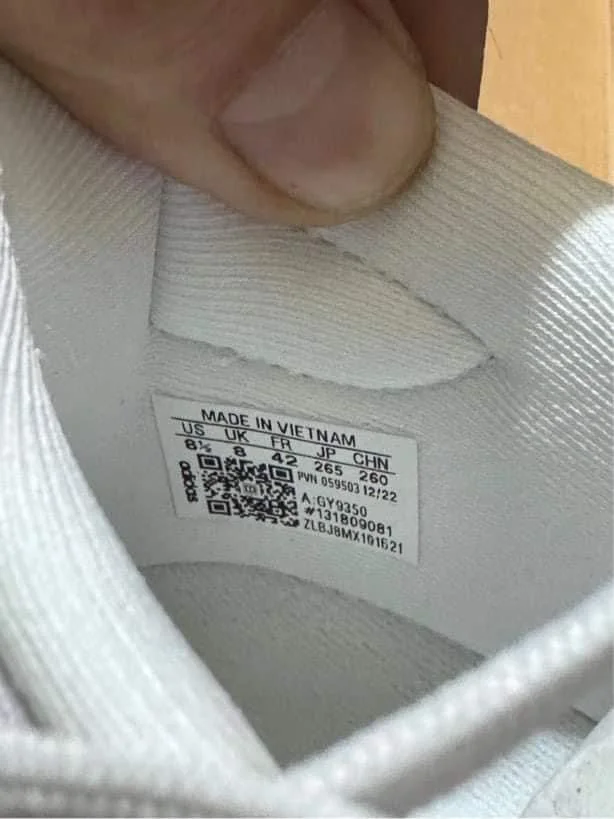 MADE IN VIETNAM
US UK FR JP CHN
8½ 8 42 265 260
adidas
PVN 059503 12/22
A:GY9350
#131809081
ZLBJ8MX191621